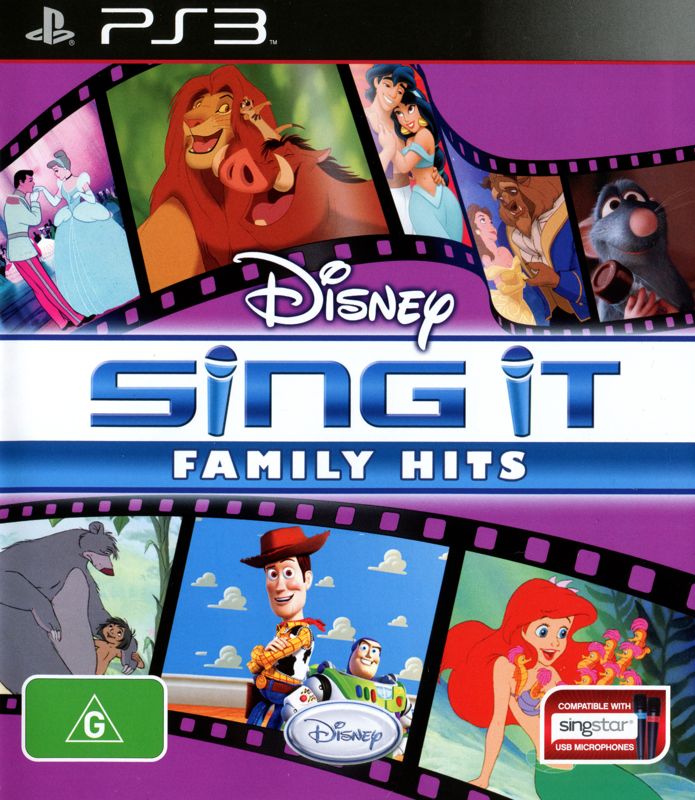 PS3
DISNEY
SiNG iT
FAMILY HITS
G
DISNEY
COMPATIBLE WITH
singstar®
USB MICROPHONES